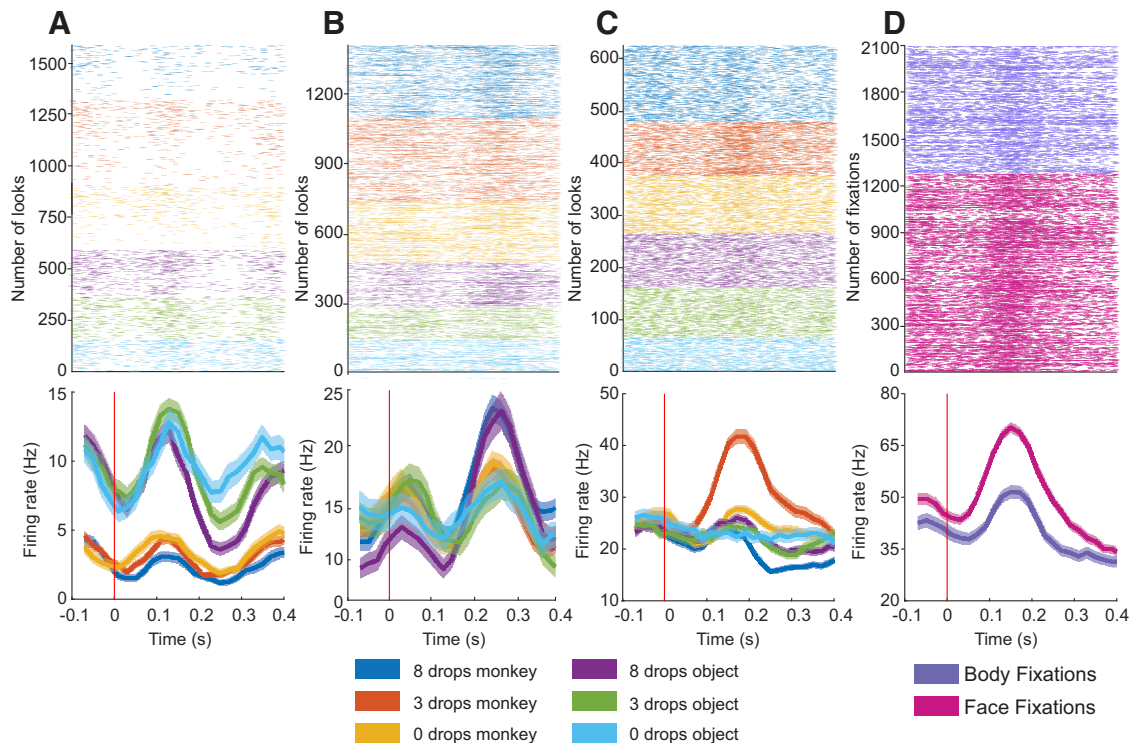 A
Number of looks
1500
1250
1000
750
500
250
0
Firing rate (Hz)
15
10
5
0
-0.1 0 0.1 0.2 0.3 0.4
Time (s)
B
Number of looks
1200
900
600
300
0
Firing rate (Hz)
25
20
15
10
0
-0.1 0 0.1 0.2 0.3 0.4
Time (s)
C
Number of looks
600
500
400
300
200
100
0
Firing rate (Hz)
50
40
30
20
10
-0.1 0 0.1 0.2 0.3 0.4
Time (s)
D
Number of fixations
2100
1800
1500
1200
900
600
300
0
Firing rate (Hz)
80
65
50
35
20
-0.1 0 0.1 0.2 0.3 0.4
Time (s)
8 drops monkey
3 drops monkey
0 drops monkey
8 drops object
3 drops object
0 drops object
Body Fixations
Face Fixations